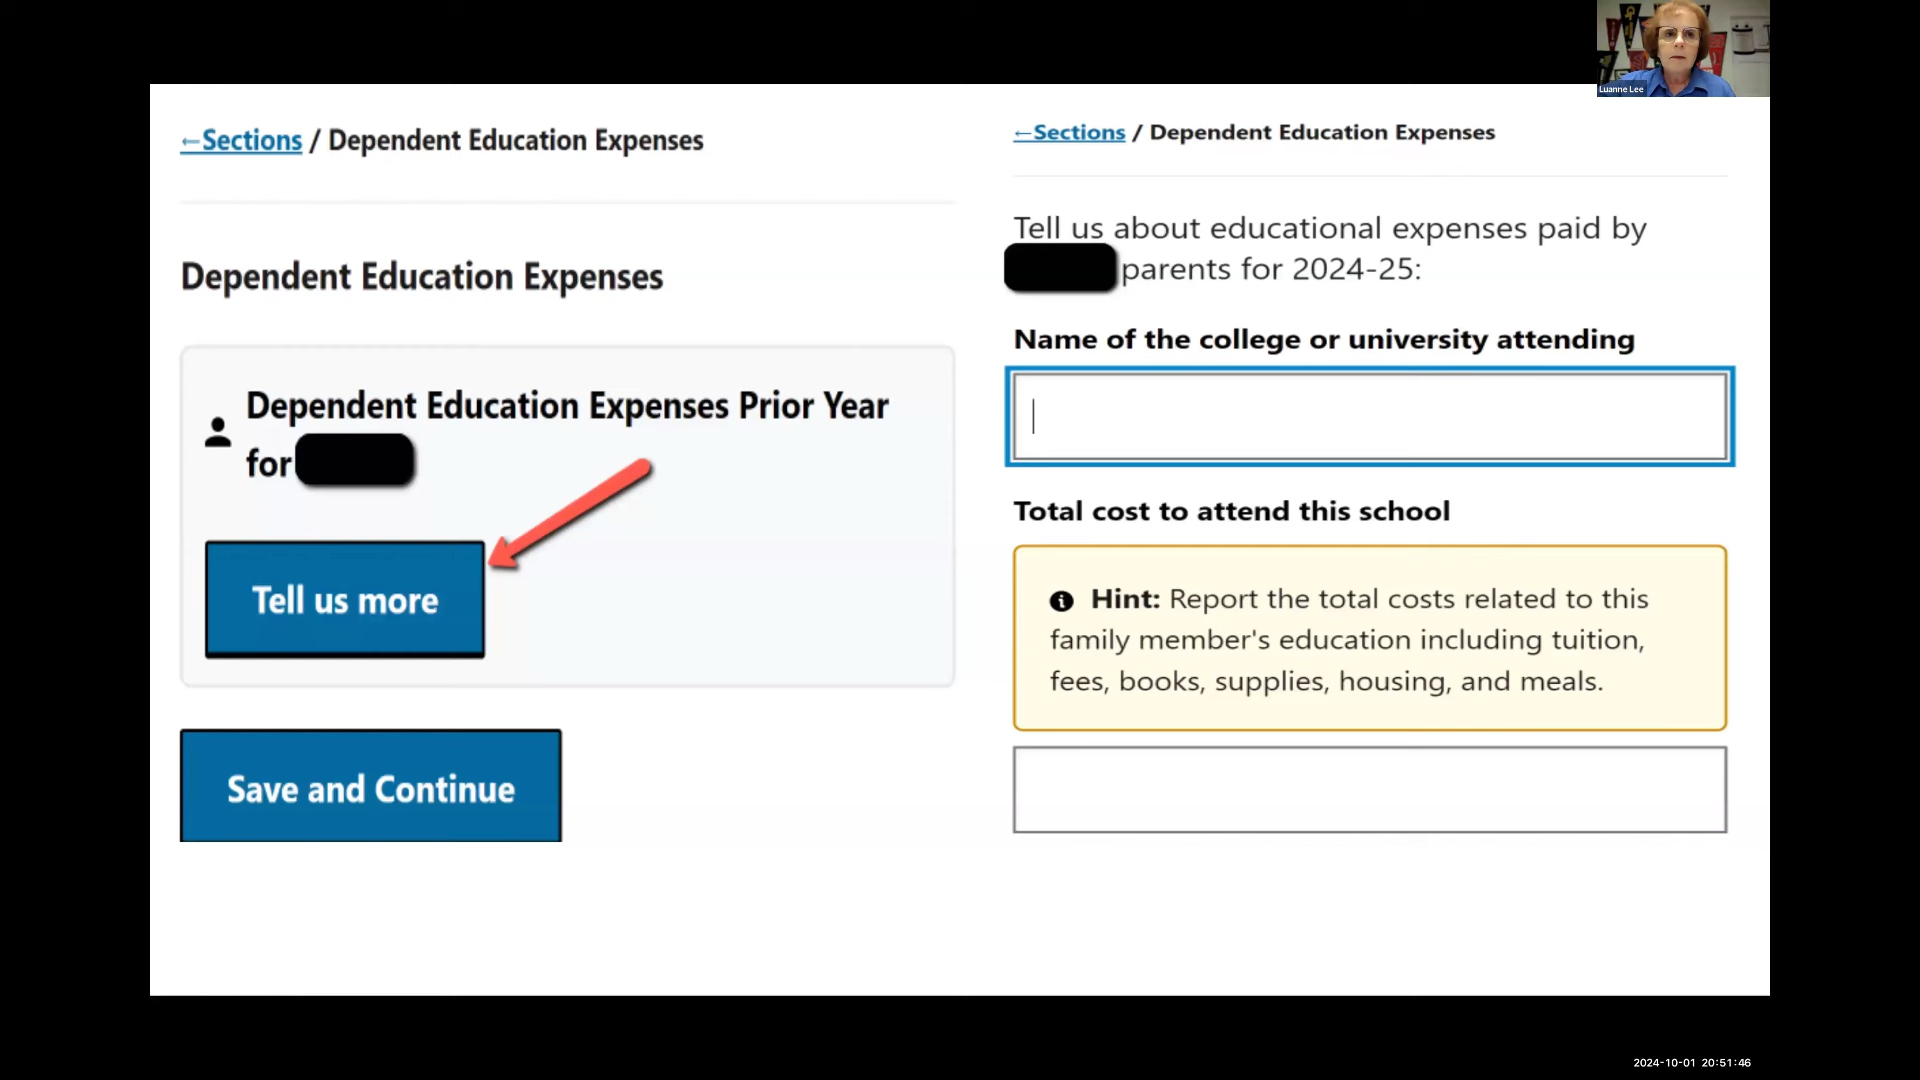 Luanne Lee
←Sections / Dependent Education Expenses
Dependent Education Expenses
Dependent Education Expenses Prior Year
for
Tell us more
Save and Continue
←Sections / Dependent Education Expenses
Tell us about educational expenses paid by
parents for 2024-25:
Name of the college or university attending
Total cost to attend this school
Hint: Report the total costs related to this
family member's education including tuition,
fees, books, supplies, housing, and meals.
2024-10-01 20:51:46